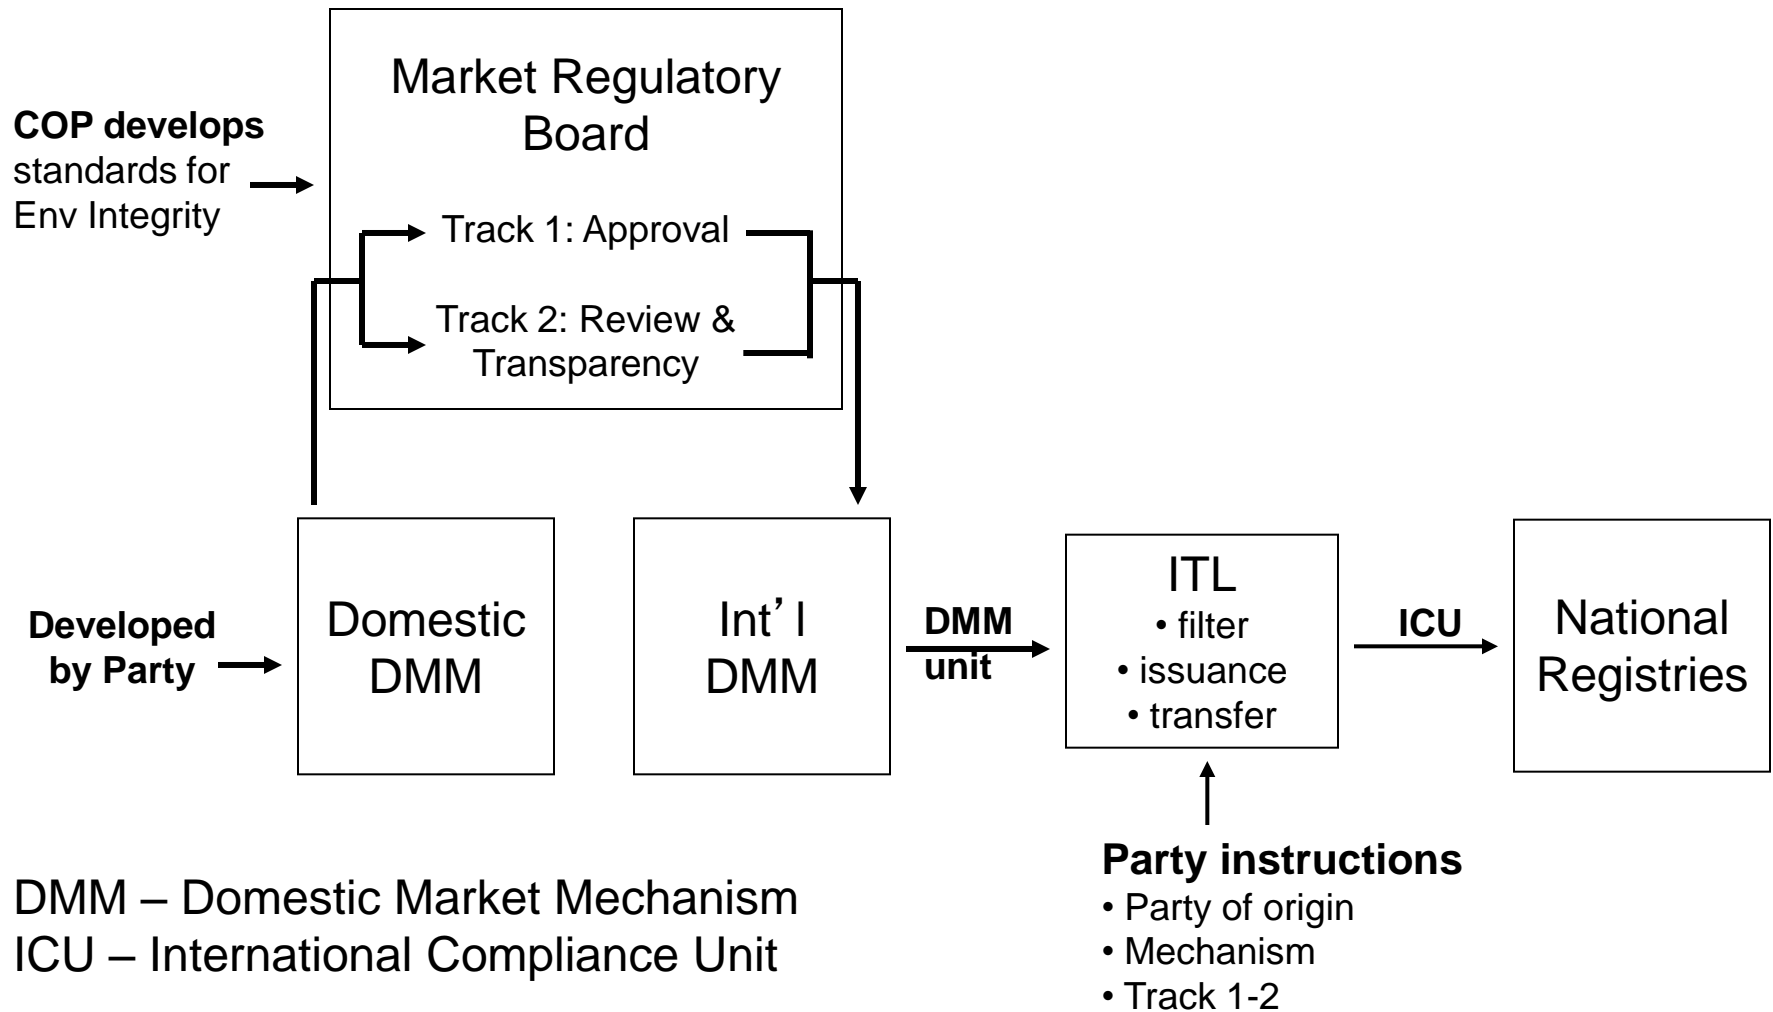 Market Regulatory
Board
COP develops
standards for
Env Integrity
Track 1: Approval
Track 2: Review &
Transparency
Developed
by Party
Domestic
DMM
Int’l
DMM
DMM
unit
ITL
• filter
• issuance
• transfer
ICU
National
Registries
Party instructions
• Party of origin
• Mechanism
• Track 1-2
DMM – Domestic Market Mechanism
ICU – International Compliance Unit